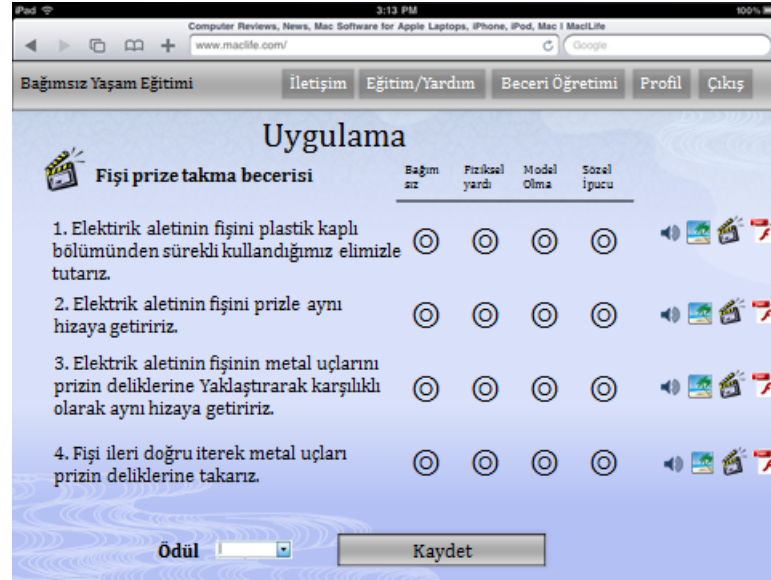 iPad 3:13 PM 100%
Computer Reviews, News, Mac Software for Apple Laptops, iPhone, iPod, Mac | MaclLife
www.maclife.com/ Google
Bağımsız Yaşam Eğitimi İletişim Eğitim/Yardım Beceri Öğretimi Profil Çıkış
Uygulama
Fişi prize takma becerisi
Bağım
sız
Fiziksel
yardı
Model
Olma
Sözel
İpucu
1. Elektirik aletinin fişini plastik kaplı
bölümünden sürekli kullandığımız elimizle
tutarız.
2. Elektrik aletinin fişini prizle aynı
hizaya getiririz.
3. Elektrik aletinin fişinin metal uçlarını
prizin deliklerine Yaklaştırarak karşılıklı
olarak aynı hizaya getiririz.
4. Fişi ileri doğru iterek metal uçları
prizin deliklerine takarız.
Ödül Kaydet